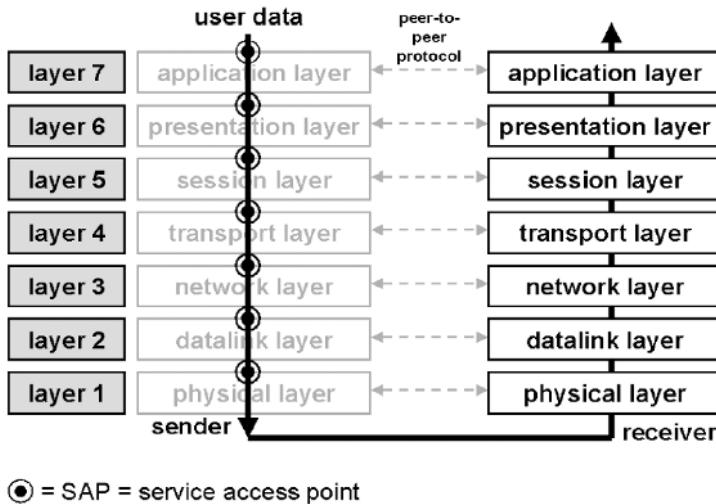 user data
peer-to-
peer
protocol
layer 7 application layer application layer
layer 6 presentation layer presentation layer
layer 5 session layer session layer
layer 4 transport layer transport layer
layer 3 network layer network layer
layer 2 datalink layer datalink layer
layer 1 physical layer physical layer
sender receiver
= SAP = service access point